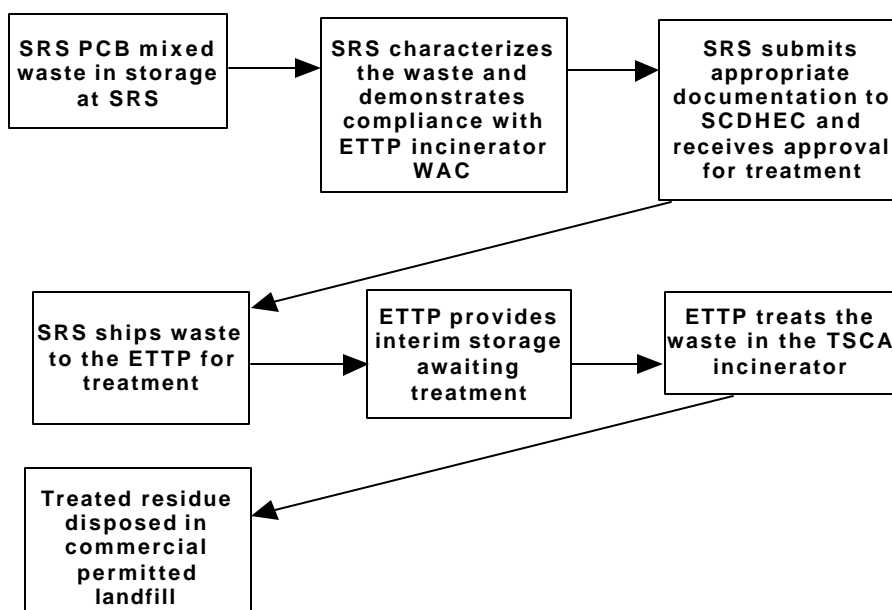 SRS PCB mixed
waste in storage
at SRS
SRS characterizes
the waste and
demonstrates
compliance with
ETTP incinerator
WAC
SRS submits
appropriate
documentation to
SCDHEC and
receives approval
for treatment
SRS ships waste
to the ETTP for
treatment
ETTP provides
interim storage
awaiting
treatment
ETTP treats the
waste in the TSCA
incinerator
Treated residue
disposed in
commercial
permitted
landfill